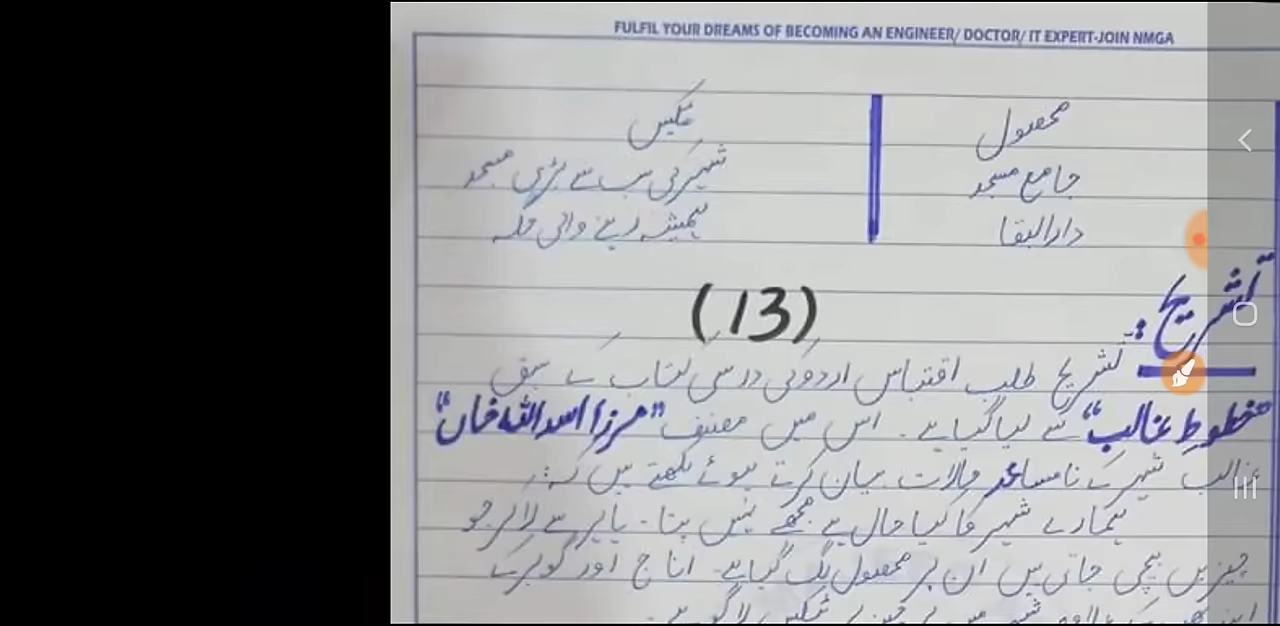 FULFIL YOUR DREAMS OF BECOMING AN ENGINEER/ DOCTOR/ IT EXPERT-JOIN NMGA
محصول ٹیکس
جامع مسجد شہر کی سب سے بڑی مسجد
دارالبقا ہمیشہ رہنے والی جگہ
تشریح:
(13)
تشریح طلب اقتباس اردو کی درسی کتاب کے سبق
"خطوطِ غالب" سے لیا گیا ہے۔ اس میں مصنف "مرزا اسد اللہ خان"
غالب شہر کے نامساعد حالات بیان کرتے ہوئے لکھتے ہیں کہ:
ہمارے شہر کا کیا حال ہے مجھے نہیں پتا۔ باہر سے لا کر جو
چیزیں بیچی جاتی ہیں ان پر محصول لگ گیا ہے۔ اناج اور گوبر کے